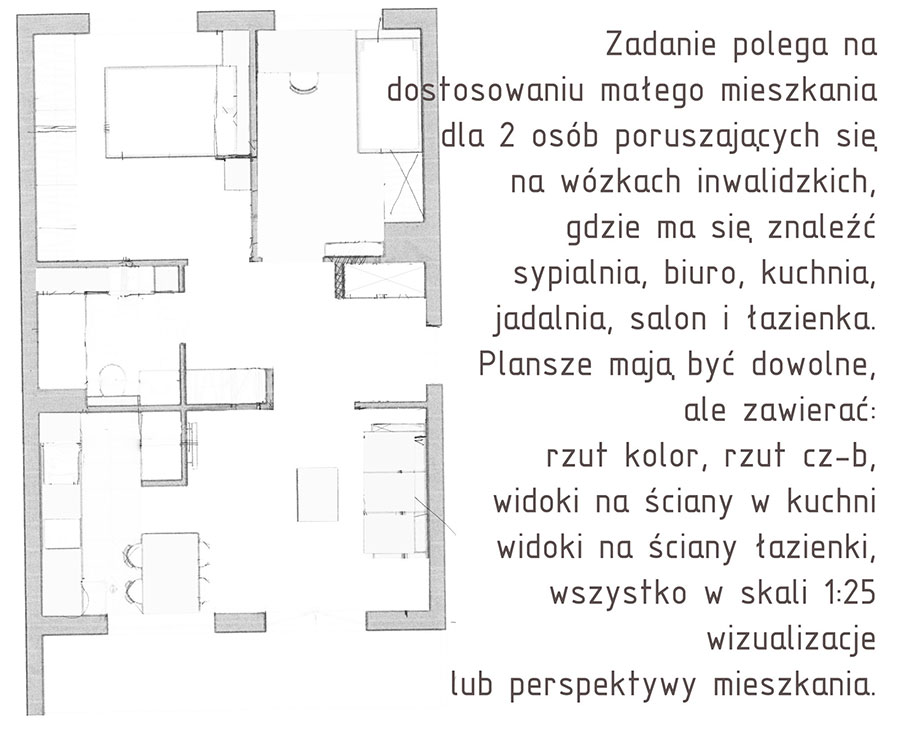 Zadanie polega na
dostosowaniu małego mieszkania
dla 2 osób poruszających się
na wózkach inwalidzkich,
gdzie ma się znaleźć
sypialnia, biuro, kuchnia,
jadalnia, salon i łazienka.
Plansze mają być dowolne,
ale zawierać:
rzut kolor, rzut cz-b,
widoki na ściany w kuchni
widoki na ściany łazienki,
wszystko w skali 1:25
wizualizacje
lub perspektywy mieszkania.